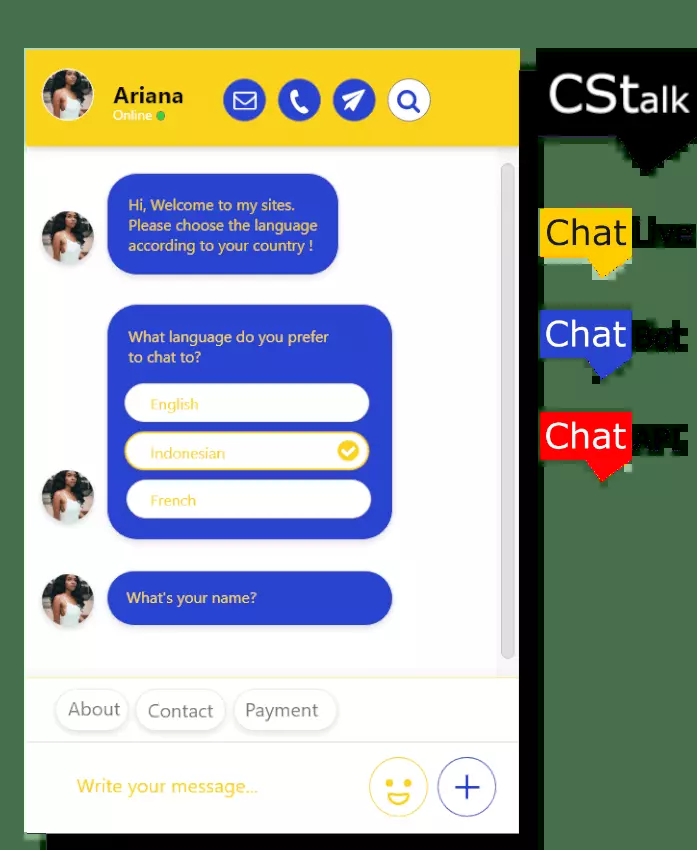 Ariana
Online
Hi, Welcome to my sites.
Please choose the language
according to your country !
What language do you prefer
to chat to?
English
Indonesian
French
What's your name?
About
Contact
Payment
Write your message...
CStalk
Chat Live
Chat Bot
Chat API